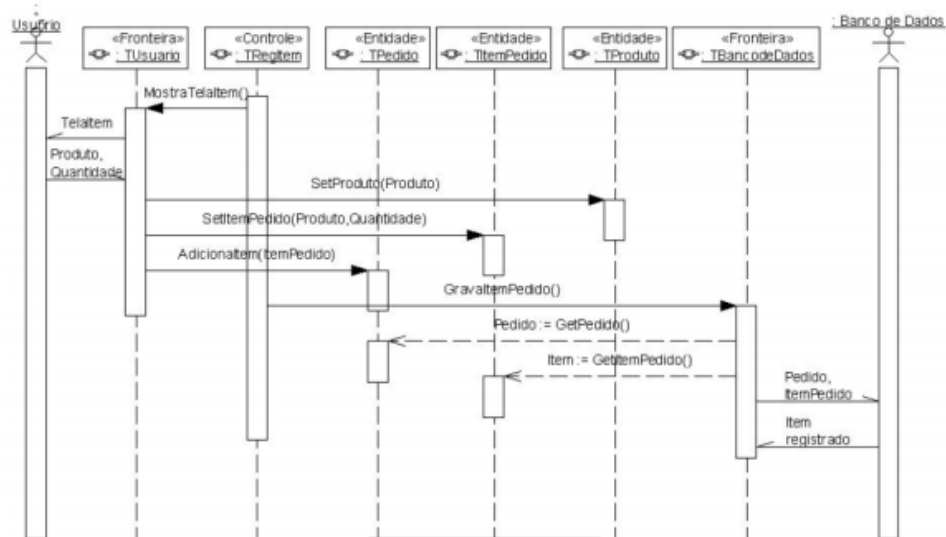 :
Usuário
«Fronteira»
: TUsuario
«Controle»
: TRegItem
«Entidade»
: TPedido
«Entidade»
: TItemPedido
«Entidade»
: TProduto
«Fronteira»
: TBancodeDados
: Banco de Dados
MostraTelaItem()
TelaItem
Produto,
Quantidade
SetProduto(Produto)
SetItemPedido(Produto,Quantidade)
AdicionaItem(ItemPedido)
GravaItemPedido()
Pedido := GetPedido()
Item := GetItemPedido()
Pedido,
ItemPedido
Item
registrado